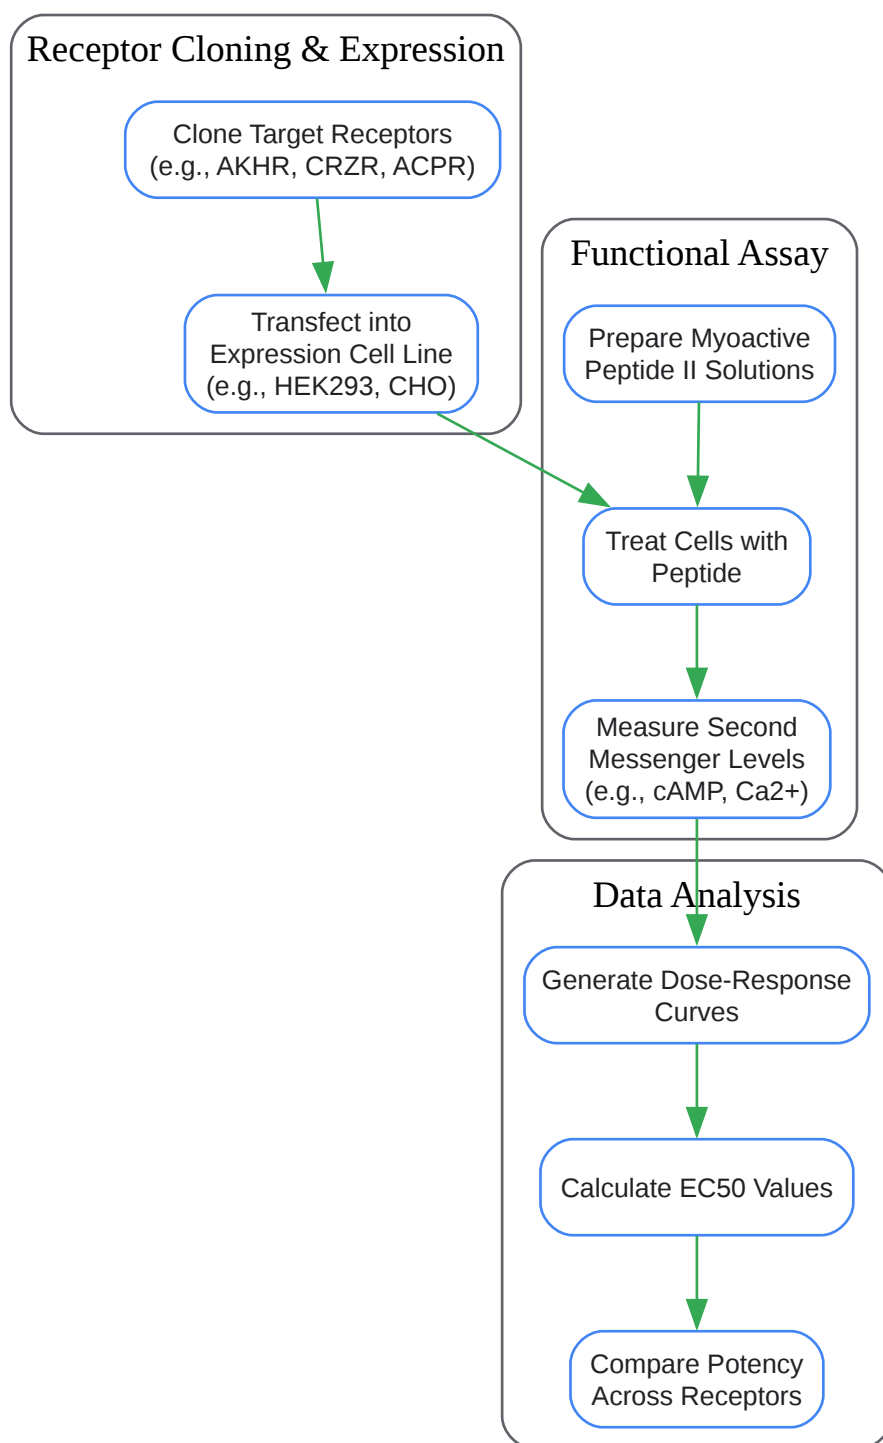 Receptor Cloning & Expression
Clone Target Receptors
(e.g., AKHR, CRZR, ACPR)
Transfect into
Expression Cell Line
(e.g., HEK293, CHO)
Functional Assay
Prepare Myoactive
Peptide II Solutions
Treat Cells with
Peptide
Measure Second
Messenger Levels
(e.g., cAMP, Ca2+)
Data Analysis
Generate Dose-Response
Curves
Calculate EC50 Values
Compare Potency
Across Receptors